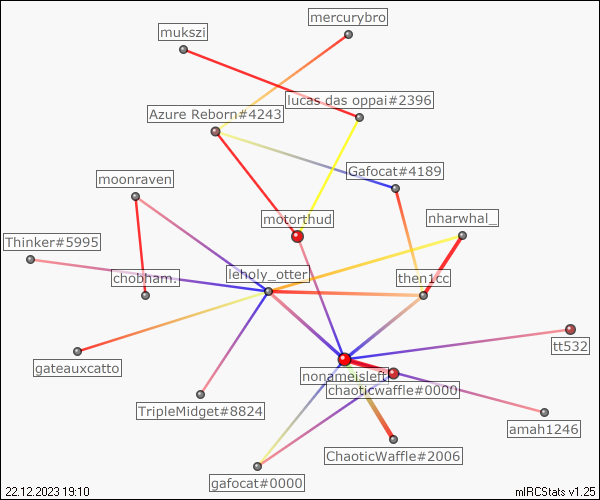 mercurybro
mukszi
lucas das oppai#2396
Azure Reborn#4243
Gafocat#4189
moonraven
motorthud
nharwhal_
Thinker#5995
chobham.
leholy_otter
then1cc
tt532
gateauxcatto
nonameisleft
chaoticwaffle#0000
TripleMidget#8824
amah1246
ChaoticWaffle#2006
gafocat#0000
22.12.2023 19:10
mIRCStats v1.25